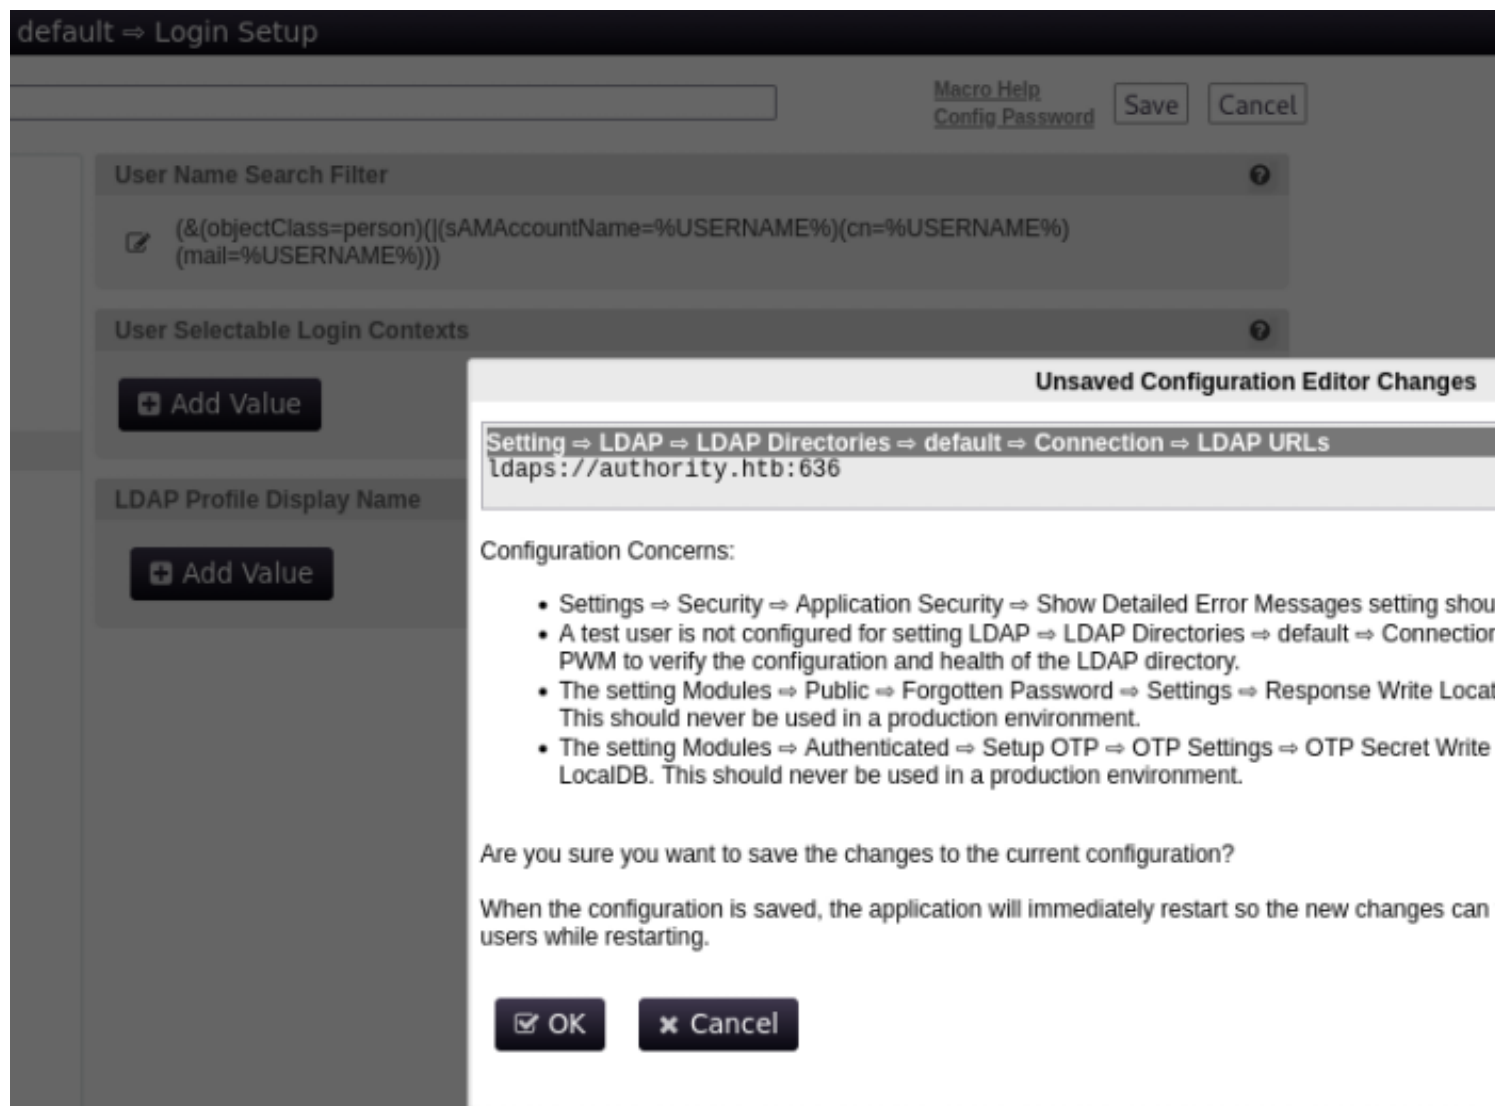 default ⇨ Login Setup
Macro Help
Config Password
Save
Cancel
User Name Search Filter
(&(objectClass=person)(|(sAMAccountName=%USERNAME%)(cn=%USERNAME%)
(mail=%USERNAME%)))
User Selectable Login Contexts
Add Value
LDAP Profile Display Name
Add Value
Unsaved Configuration Editor Changes
Setting ⇨ LDAP ⇨ LDAP Directories ⇨ default ⇨ Connection ⇨ LDAP URLs
ldaps://authority.htb:636
Configuration Concerns:
• Settings ⇨ Security ⇨ Application Security ⇨ Show Detailed Error Messages setting shou
• A test user is not configured for setting LDAP ⇨ LDAP Directories ⇨ default ⇨ Connection
PWM to verify the configuration and health of the LDAP directory.
• The setting Modules ⇨ Public ⇨ Forgotten Password ⇨ Settings ⇨ Response Write Locat
This should never be used in a production environment.
• The setting Modules ⇨ Authenticated ⇨ Setup OTP ⇨ OTP Settings ⇨ OTP Secret Write
LocalDB. This should never be used in a production environment.
Are you sure you want to save the changes to the current configuration?
When the configuration is saved, the application will immediately restart so the new changes can
users while restarting.
OK
Cancel